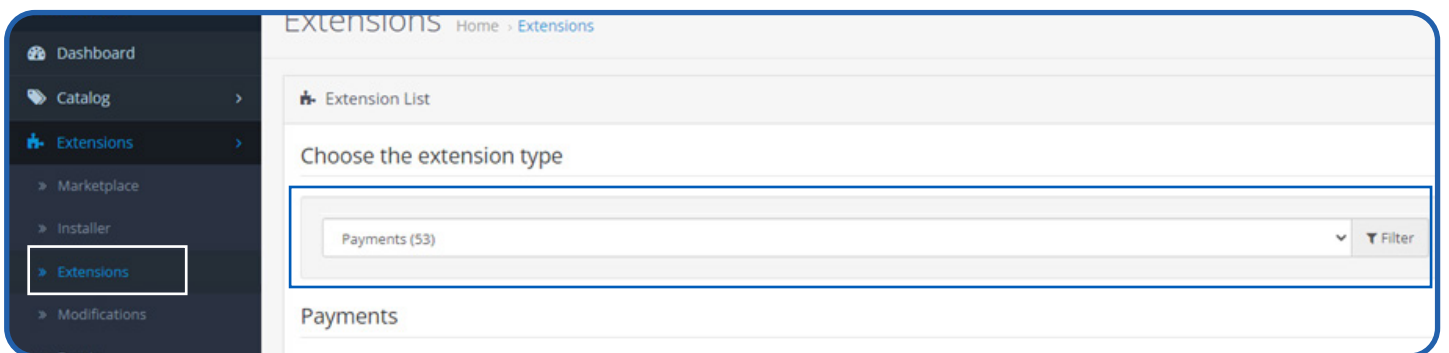 Extensions Home › Extensions
Dashboard
Catalog
Extensions
» Marketplace
» Installer
» Extensions
» Modifications
Extension List
Choose the extension type
Payments (53)
Filter
Payments